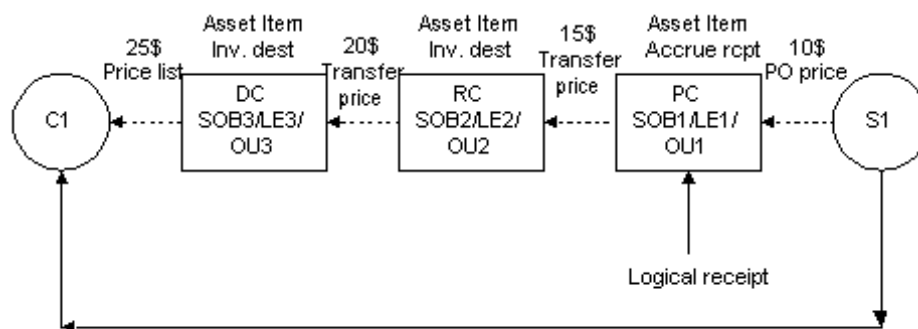 Asset Item
Inv. dest
Asset Item
Inv. dest
Asset Item
Accrue rcpt
25$
Price list
20$
Transfer
price
15$
Transfer
price
10$
PO price
C1
DC
SOB3/LE3/
OU3
RC
SOB2/LE2/
OU2
PC
SOB1/LE1/
OU1
S1
Logical receipt